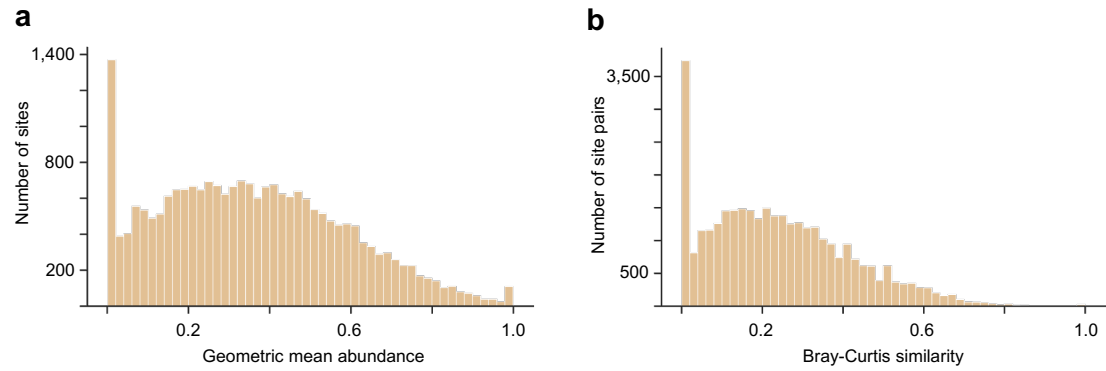 a
1,400
800
200
Number of sites
0.2
0.6
1.0
Geometric mean abundance
b
3,500
500
Number of site pairs
0.2
0.6
1.0
Bray-Curtis similarity